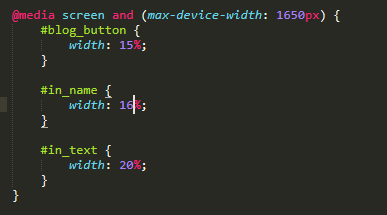 @media screen and (max-device-width: 1650px) {
    #blog_button {
        width: 15%;
    }

    #in_name {
        width: 16%;
    }

    #in_text {
        width: 20%;
    }
}